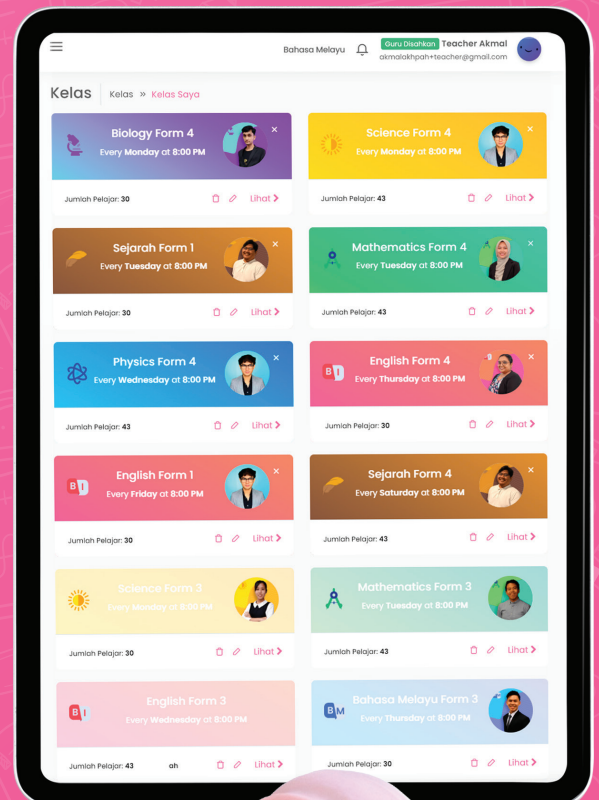 Bahasa Melayu
Guru Disahkan Teacher Akmal
akmalokhpah+teacher@gmail.com
Kelas Kelas » Kelas Saya
Biology Form 4
Every Monday at 8:00 PM
Jumlah Pelajar: 30 Lihat
Science Form 4
Every Monday at 8:00 PM
Jumlah Pelajar: 43 Lihat
Sejarah Form 1
Every Tuesday at 8:00 PM
Jumlah Pelajar: 30 Lihat
Mathematics Form 4
Every Tuesday at 8:00 PM
Jumlah Pelajar: 43 Lihat
Physics Form 4
Every Wednesday at 8:00 PM
Jumlah Pelajar: 43 Lihat
BI
English Form 4
Every Thursday at 8:00 PM
Jumlah Pelajar: 30 Lihat
BI
English Form 1
Every Friday at 8:00 PM
Jumlah Pelajar: 30 Lihat
Sejarah Form 4
Every Saturday at 8:00 PM
Jumlah Pelajar: 43 Lihat
Science Form 3
Every Monday at 8:00 PM
Jumlah Pelajar: 30 Lihat
Mathematics Form 3
Every Tuesday at 8:00 PM
Jumlah Pelajar: 43 Lihat
BI
English Form 3
Every Wednesday at 8:00 PM
Jumlah Pelajar: 43 ah Lihat
BM
Bahasa Melayu Form 3
Every Thursday at 8:00 PM
Jumlah Pelajar: 30 Lihat